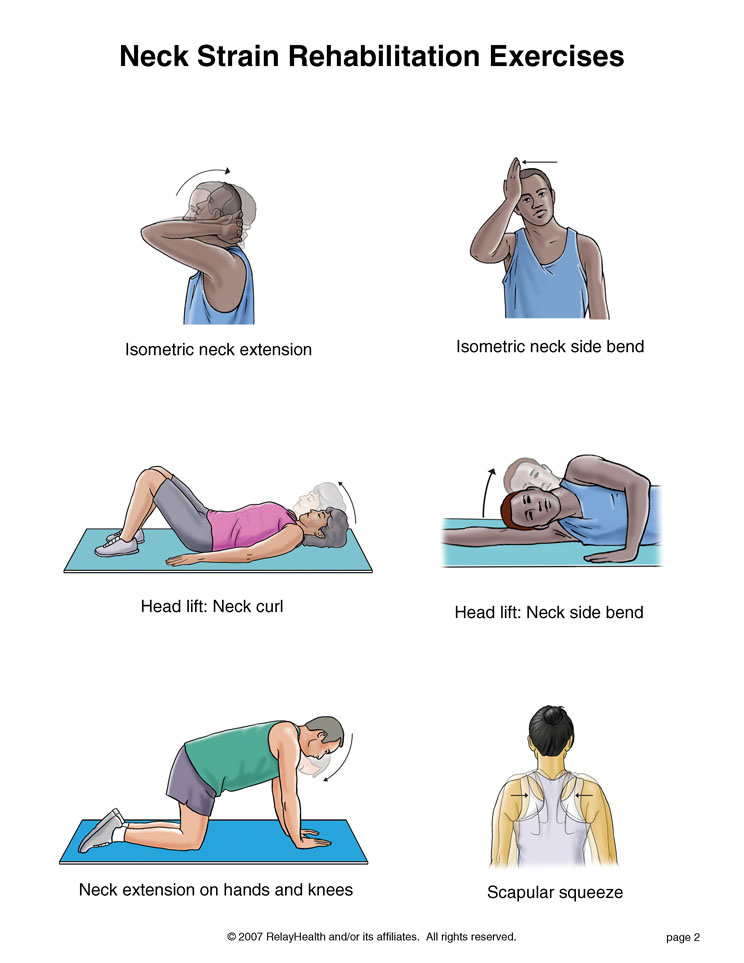 Neck Strain Rehabilitation Exercises
Isometric neck extension
Isometric neck side bend
Head lift: Neck curl
Head lift: Neck side bend
Neck extension on hands and knees
Scapular squeeze
© 2007 RelayHealth and/or its affiliates. All rights reserved.
page 2